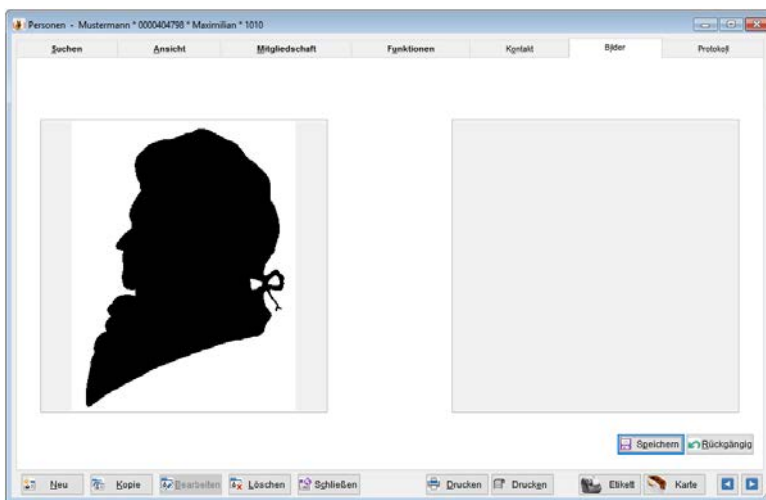 Personen - Mustermann * 0000404798 * Maximilian * 1010
Suchen Ansicht Mitgliedschaft Funktionen Kontakt Bilder Protokoll
Speichern Rückgängig
Neu Kopie Bearbeiten Löschen Schließen Drucken Drucken Etikett Karte